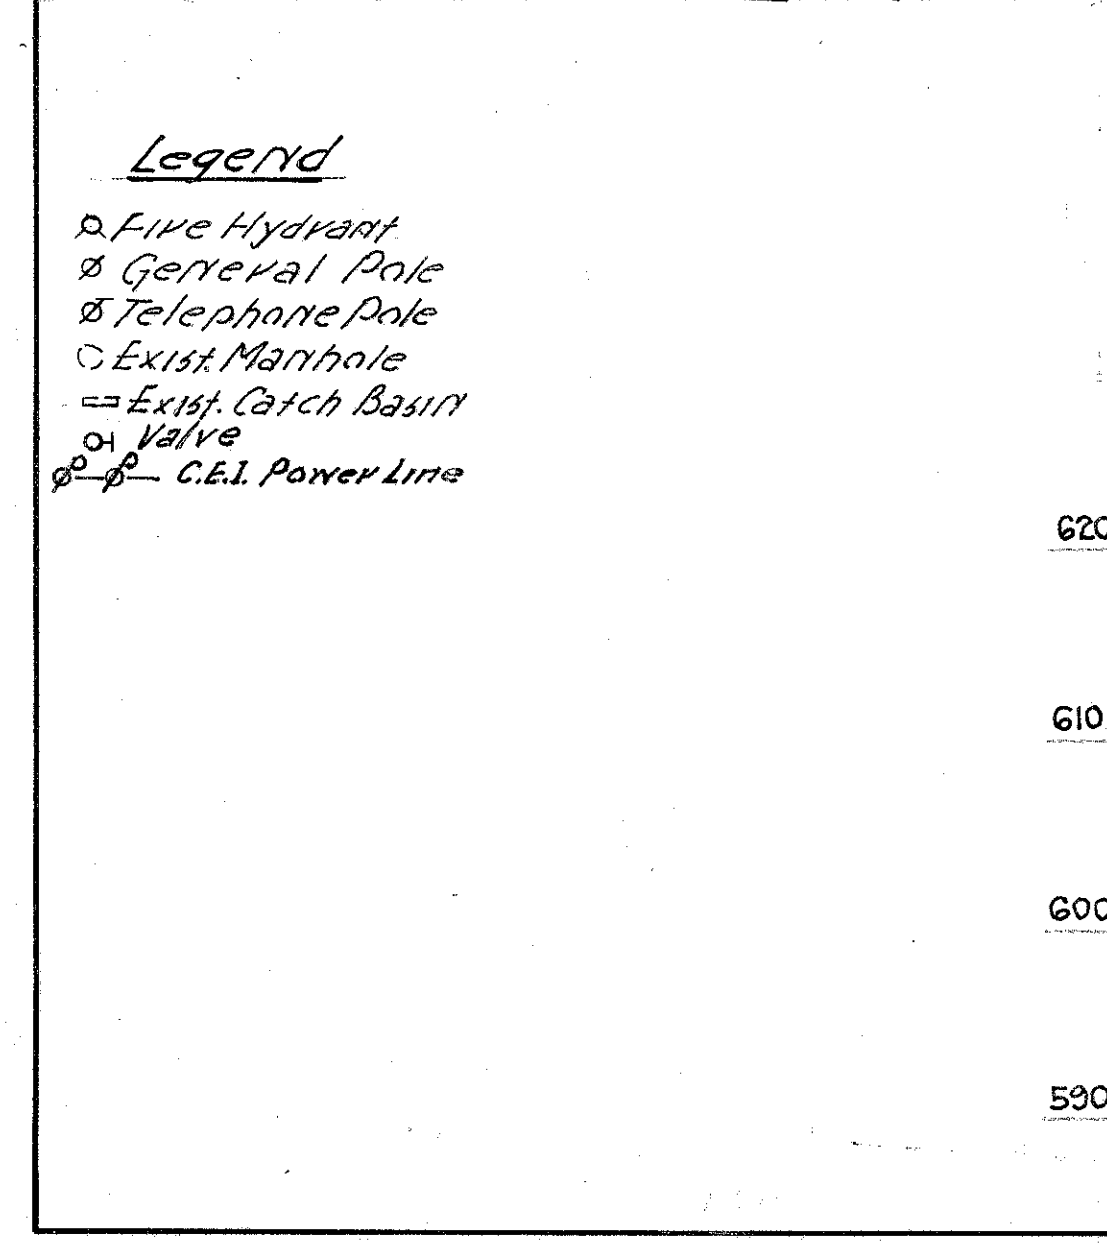 Legend
Fire Hydrant
General Pole
Telephone Pole
Exist. Manhole
Exist. Catch Basin
Valve
C.E.I. Power Line
620
610
600
590